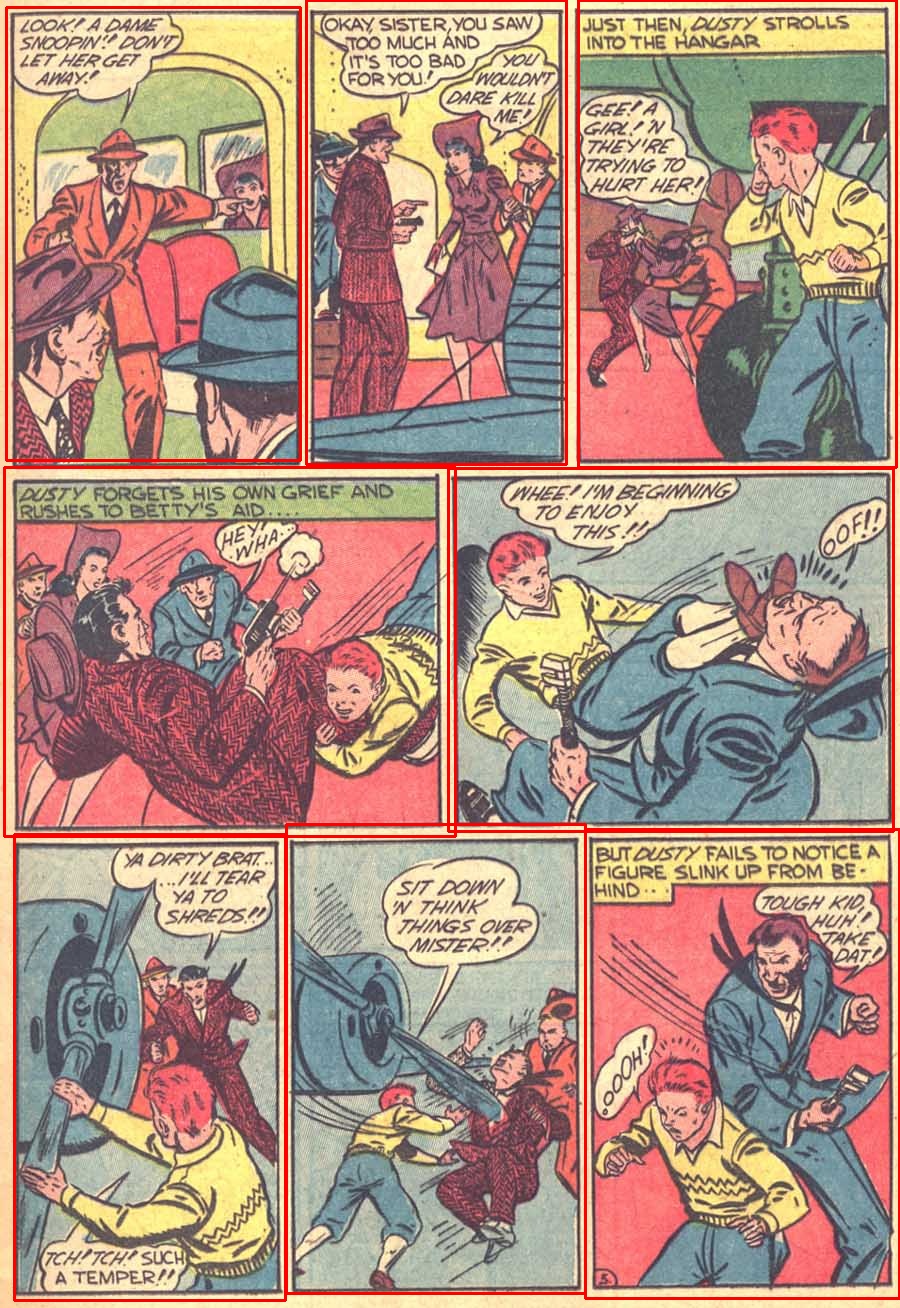 LOOK! A DAME
SNOOPIN'! DON'T
LET HER GET
AWAY!
OKAY, SISTER, YOU SAW
TOO MUCH AND
IT'S TOO BAD
FOR YOU!
YOU
WOULDN'T
DARE KILL
ME!
JUST THEN, DUSTY STROLLS
INTO THE HANGAR
GEE! A
GIRL! 'N
THEY'RE
TRYING TO
HURT HER!
DUSTY FORGETS HIS OWN GRIEF AND
RUSHES TO BETTY'S AID....
HEY!
WHA...
WHEE! I'M BEGINNING
TO ENJOY
THIS!!
OOF!!
YA DIRTY BRAT...
...I'LL TEAR
YA TO
SHREDS!!
TCH! TCH! SUCH
A TEMPER!!
SIT DOWN
'N THINK
THINGS OVER
MISTER!!
BUT DUSTY FAILS TO NOTICE A
FIGURE SLINK UP FROM BE-
HIND...
TOUGH KID,
HUH! 
TAKE
DAT!
..OOOH!
5